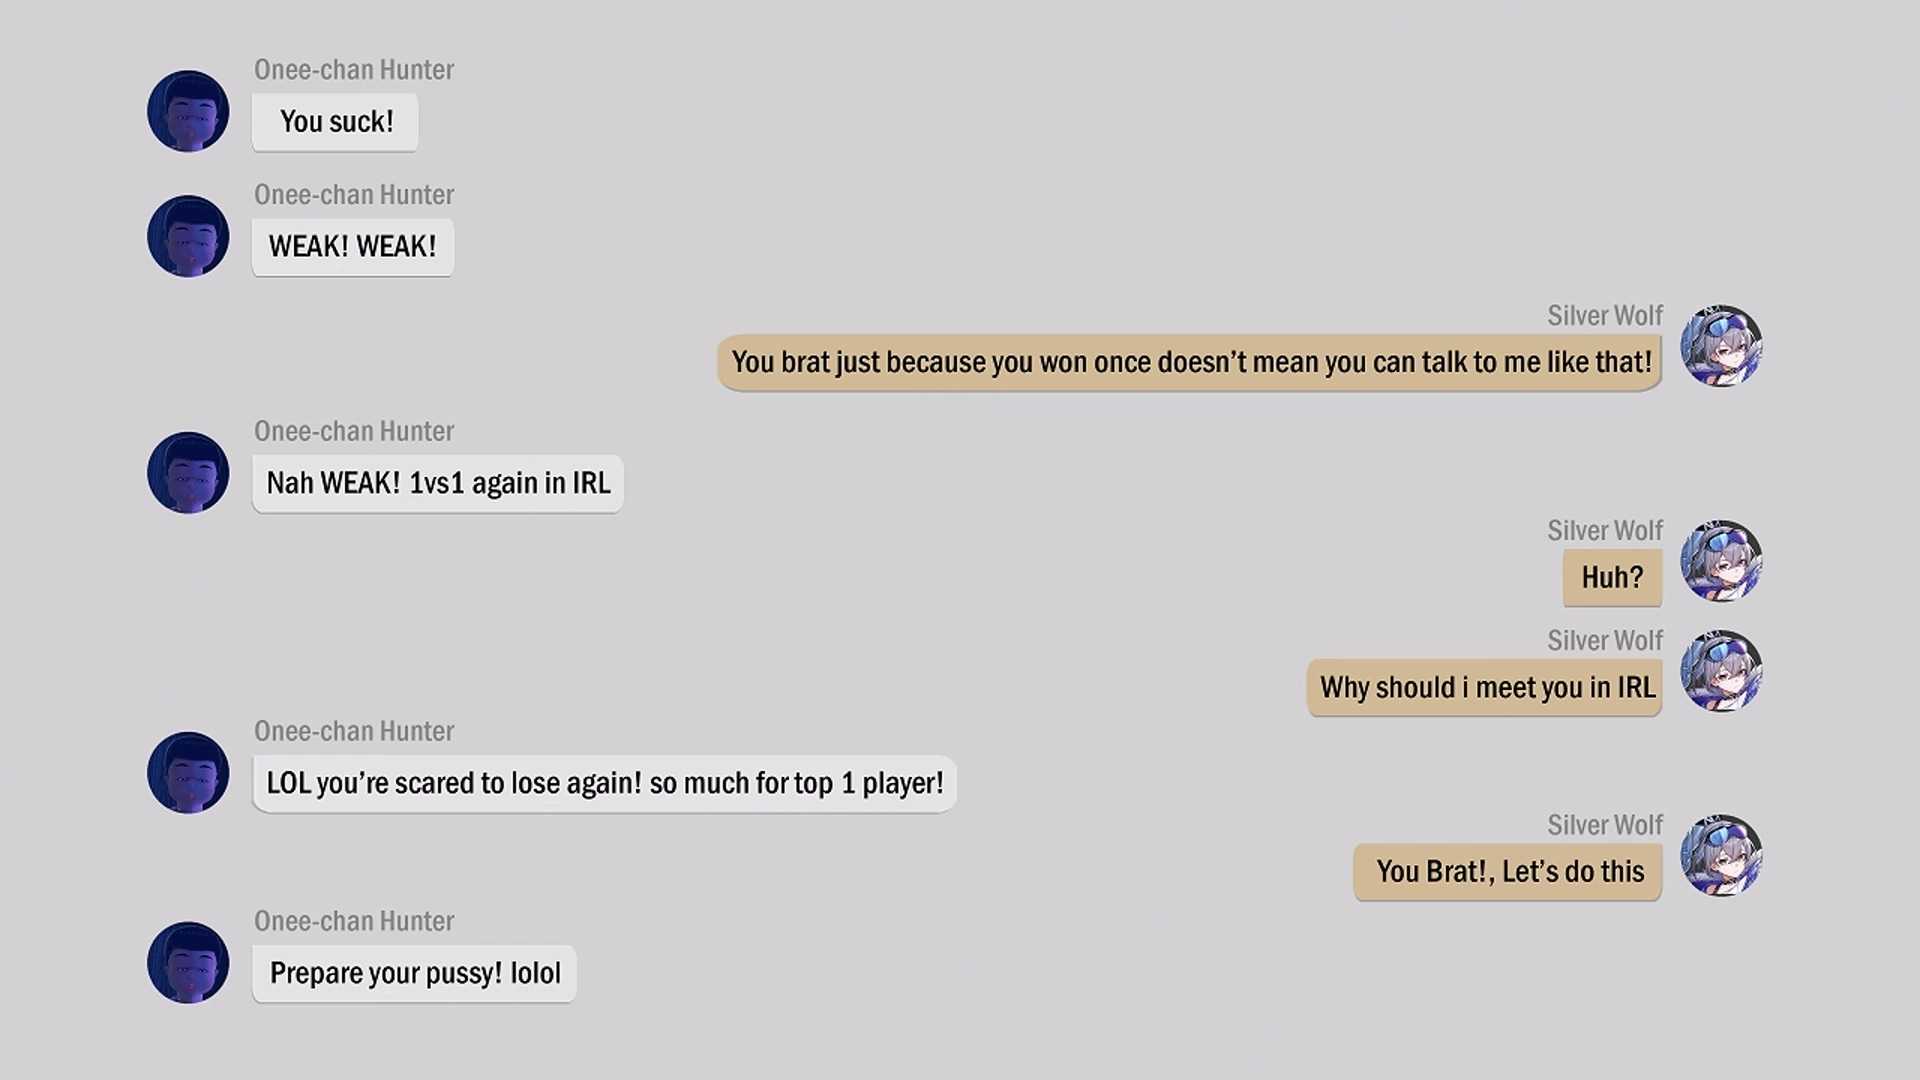 Onee-chan Hunter
You suck!
Onee-chan Hunter
WEAK! WEAK!
Silver Wolf
You brat just because you won once doesn’t mean you can talk to me like that!
Onee-chan Hunter
Nah WEAK! 1vs1 again in IRL
Silver Wolf
Huh?
Silver Wolf
Why should i meet you in IRL
Onee-chan Hunter
LOL you’re scared to lose again! so much for top 1 player!
Silver Wolf
You Brat!, Let’s do this
Onee-chan Hunter
Prepare your pussy! lolol